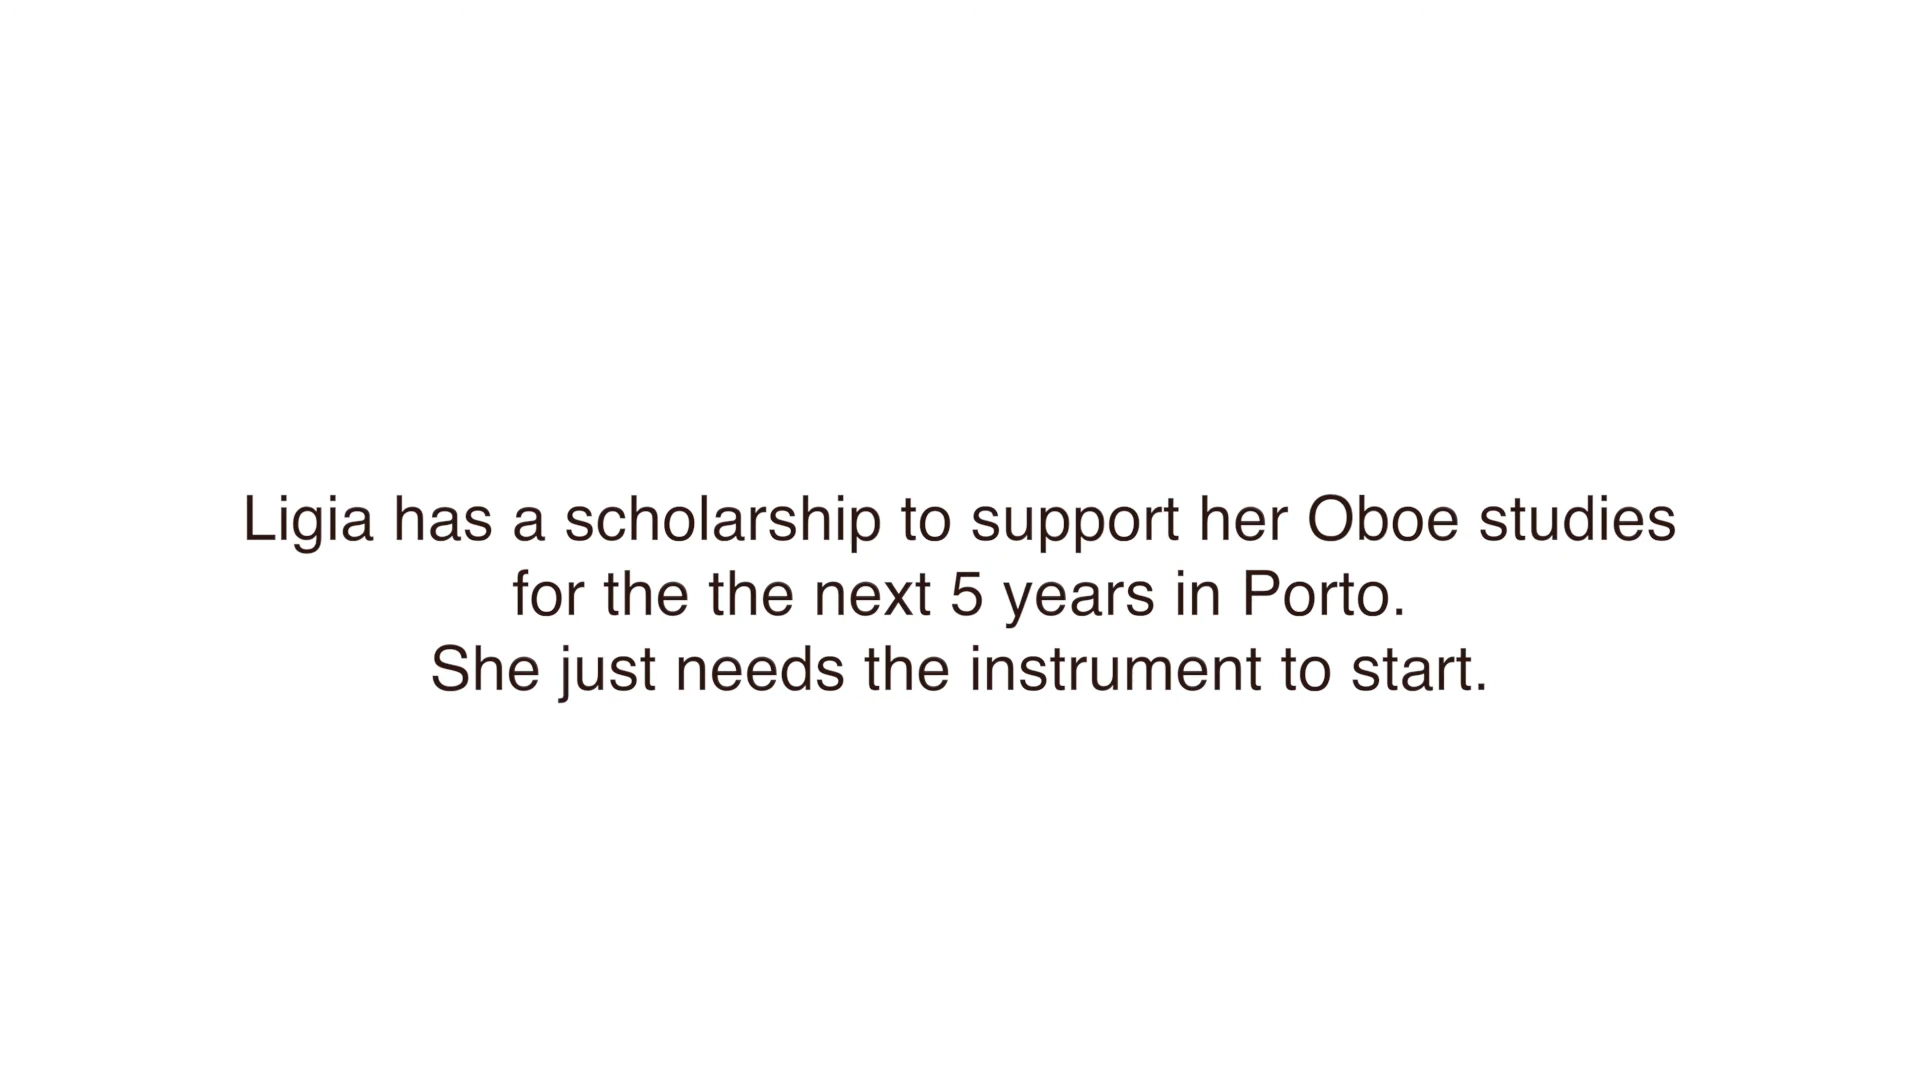 Ligia has a scholarship to support her Oboe studies
for the the next 5 years in Porto.
She just needs the instrument to start.